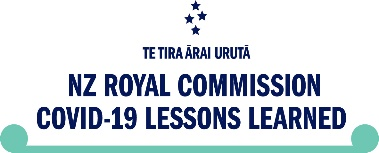 TE TIRA ĀRAI URUTĀ
NZ ROYAL COMMISSION
COVID-19 LESSONS LEARNED